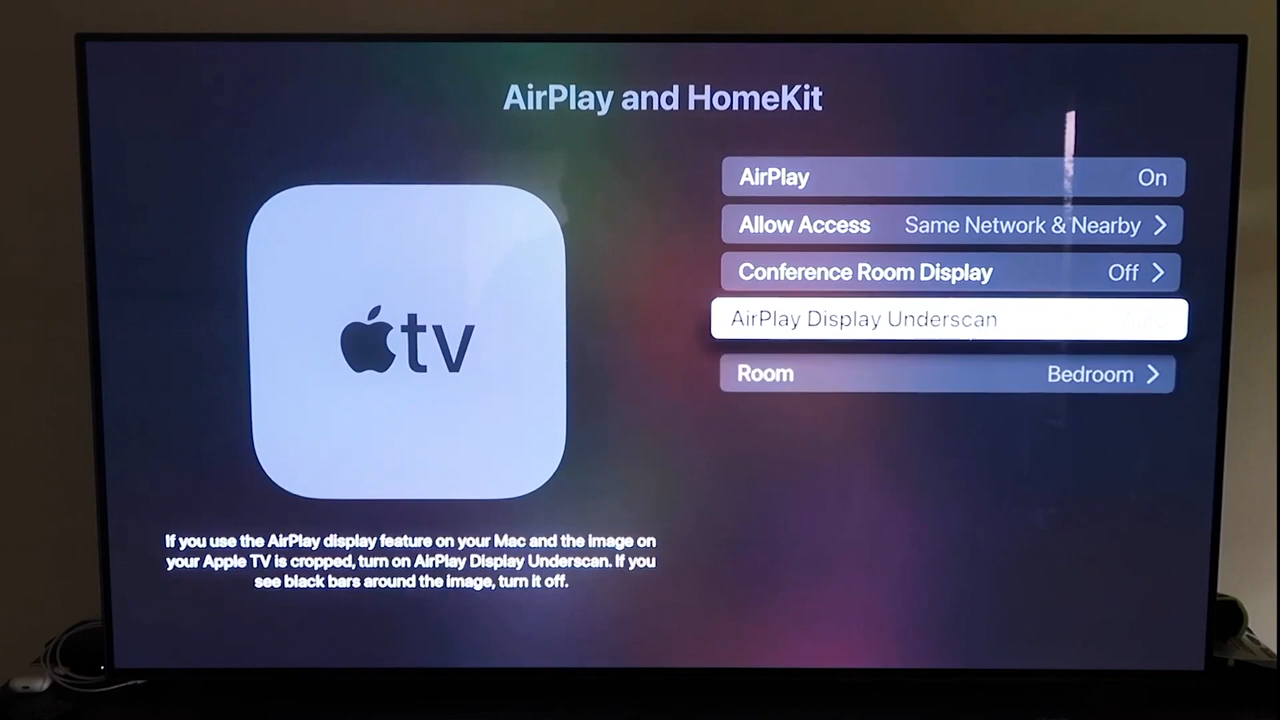 AirPlay and HomeKit
tv
AirPlay On
Allow Access Same Network & Nearby
Conference Room Display Off
AirPlay Display Underscan
Room Bedroom
If you use the AirPlay display feature on your Mac and the image on
your Apple TV is cropped, turn on AirPlay Display Underscan. If you
see black bars around the image, turn it off.